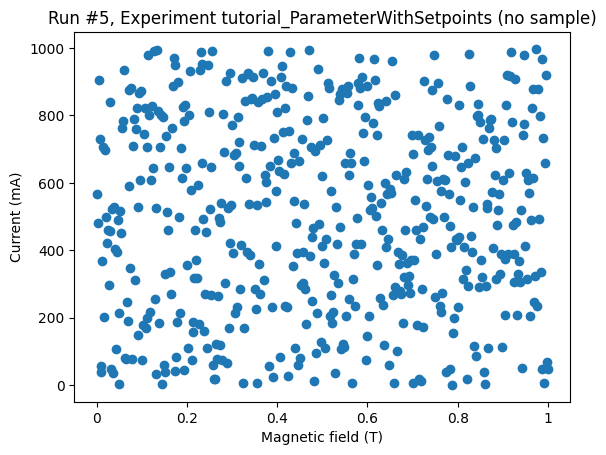 Run #5, Experiment tutorial_ParameterWithSetpoints (no sample)
1000
800
600
400
200
0
Current (mA)
0 0.2 0.4 0.6 0.8 1
Magnetic field (T)